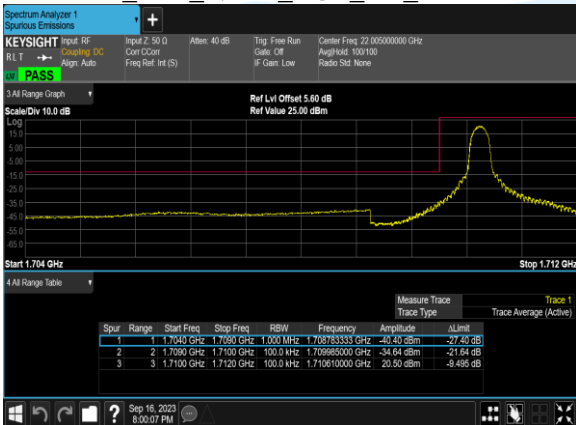 Spectrum Analyzer 1
Spurious Emissions
+
KEYSIGHT Input: RF Input Z: 50 Ω Atten: 40 dB Trig: Free Run Center Freq: 22.005000000 GHz
RLT Coupling: DC Corr CCorr Gate: Off Avg|Hold: 100/100
Align: Auto Freq Ref: Int (S) IF Gain: Low Radio Std: None
PASS
3 All Range Graph
Ref Lvl Offset 5.60 dB
Scale/Div 10.0 dB Ref Value 25.00 dBm
Log
15.0
5.00
-5.00
-15.0
-25.0
-35.0
-45.0
-55.0
-65.0
Start 1.704 GHz Stop 1.712 GHz
4 All Range Table
Measure Trace Trace 1
Trace Type Trace Average (Active)
Spur Range Start Freq Stop Freq RBW Frequency Amplitude ΔLimit
1 1 1.7040 GHz 1.7090 GHz 1.000 MHz 1.708783333 GHz -40.40 dBm -27.40 dB
2 2 1.7090 GHz 1.7100 GHz 100.0 kHz 1.709985000 GHz -34.64 dBm -21.64 dB
3 3 1.7100 GHz 1.7120 GHz 100.0 kHz 1.710610000 GHz 20.50 dBm -9.495 dB
? Sep 16, 2023
8:00:07 PM